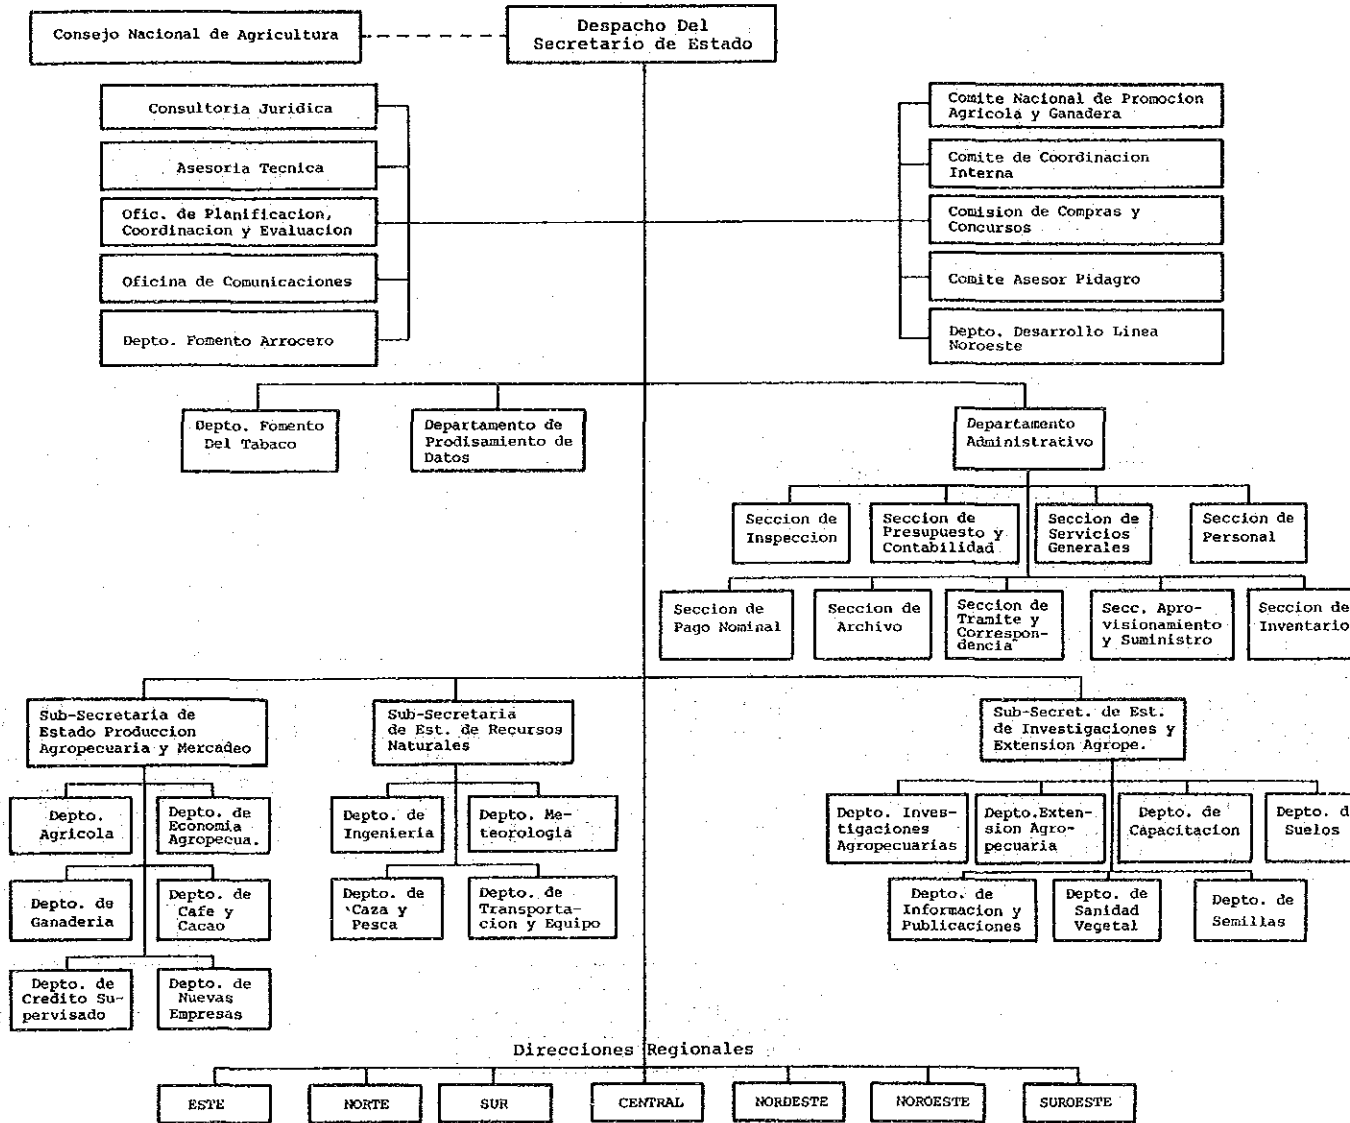 Consejo Nacional de Agricultura
Despacho Del
Secretario de Estado
Consultoria Juridica
Asesoria Tecnica
Ofic. de Planificacion,
Coordinacion y Evaluacion
Oficina de Comunicaciones
Depto. Fomento Arrocero
Comite Nacional de Promocion
Agricola y Ganadera
Comite de Coordinacion
Interna
Comision de Compras y
Concursos
Comite Asesor Pidagro
Depto. Desarrollo Linea
Noroeste
Depto. Fomento
Del Tabaco
Departamento de
Prodisamiento de
Datos
Departamento
Administrativo
Seccion de
Inspeccion
Seccion de
Presupuesto y
Contabilidad
Seccion de
Servicios
Generales
Seccion de
Personal
Seccion de
Pago Nominal
Seccion de
Archivo
Seccion de
Tramite y
Correspon-
dencia
Secc. Apro-
visionamiento
y Suministro
Seccion de
Inventario
Sub-Secretaria de
Estado Produccion
Agropecuaria y Mercadeo
Sub-Secretaria
de Est. de Recursos
Naturales
Sub-Secret. de Est.
de Investigaciones y
Extension Agrope.
Depto.
Agricola
Depto. de
Economia
Agropecua.
Depto. de
Ganaderia
Depto. de
Cafe y
Cacao
Depto. de
Credito Su-
pervisado
Depto. de
Nuevas
Empresas
Depto. de
Ingenieria
Depto. Me-
teorologia
Depto. de
Caza y
Pesca
Depto. de
Transporta-
cion y Equipo
Depto. Inves-
tigaciones
Agropecuarias
Depto.Exten-
sion Agro-
pecuaria
Depto. de
Capacitacion
Depto. d
Suelos
Depto. de
Informacion y
Publicaciones
Depto. de
Sanidad
Vegetal
Depto. de
Semillas
Direcciones Regionales
ESTE
NORTE
SUR
CENTRAL
NORDESTE
NOROESTE
SUROESTE